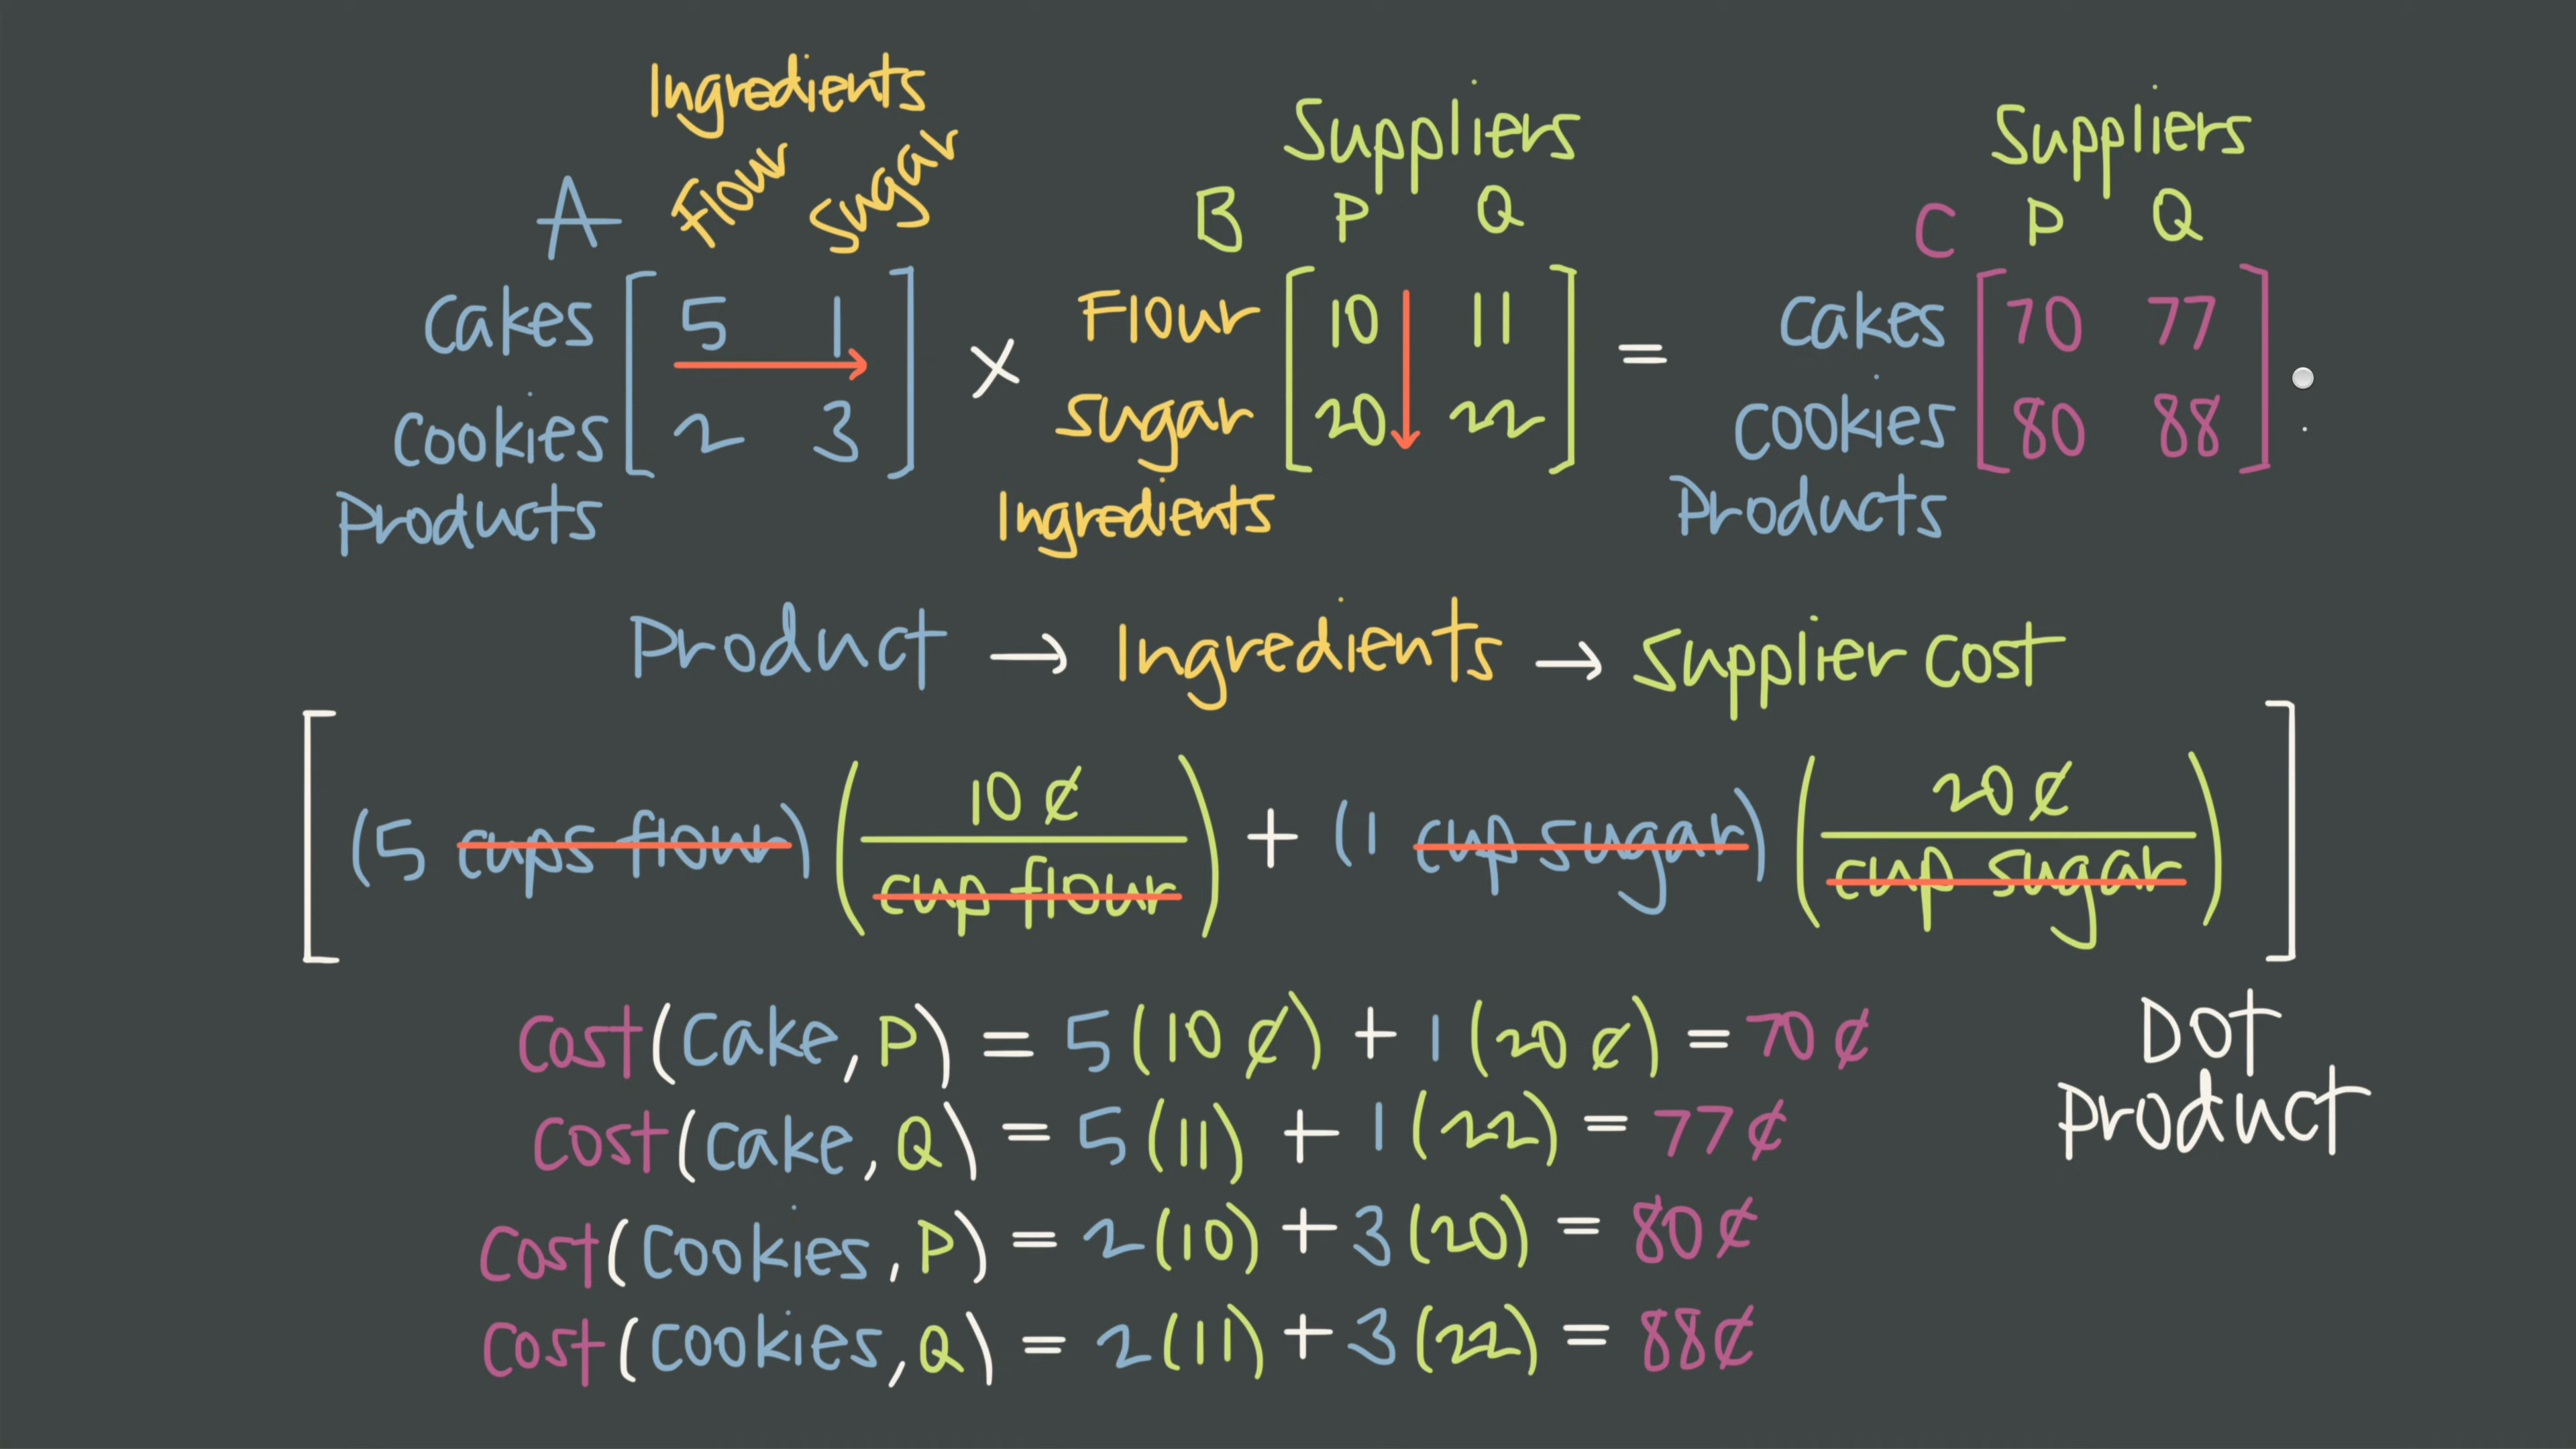 Ingredients
Flour Sugar
A
Cakes [5 1]
Cookies [2 3]
Products
×
Suppliers
B P Q
Flour [10 11]
Sugar [20 22]
Ingredients
=
Suppliers
C P Q
Cakes [70 77]
Cookies [80 88]
Products
Product → Ingredients → Supplier cost
[(5 cups flour) (10 ¢ / cup flour) + (1 cup sugar) (20 ¢ / cup sugar)]
Cost (Cake, P) = 5 (10 ¢) + 1 (20 ¢) = 70 ¢
Cost (Cake, Q) = 5 (11) + 1 (22) = 77 ¢
Cost (Cookies, P) = 2 (10) + 3 (20) = 80 ¢
Cost (Cookies, Q) = 2 (11) + 3 (22) = 88 ¢
Dot
Product